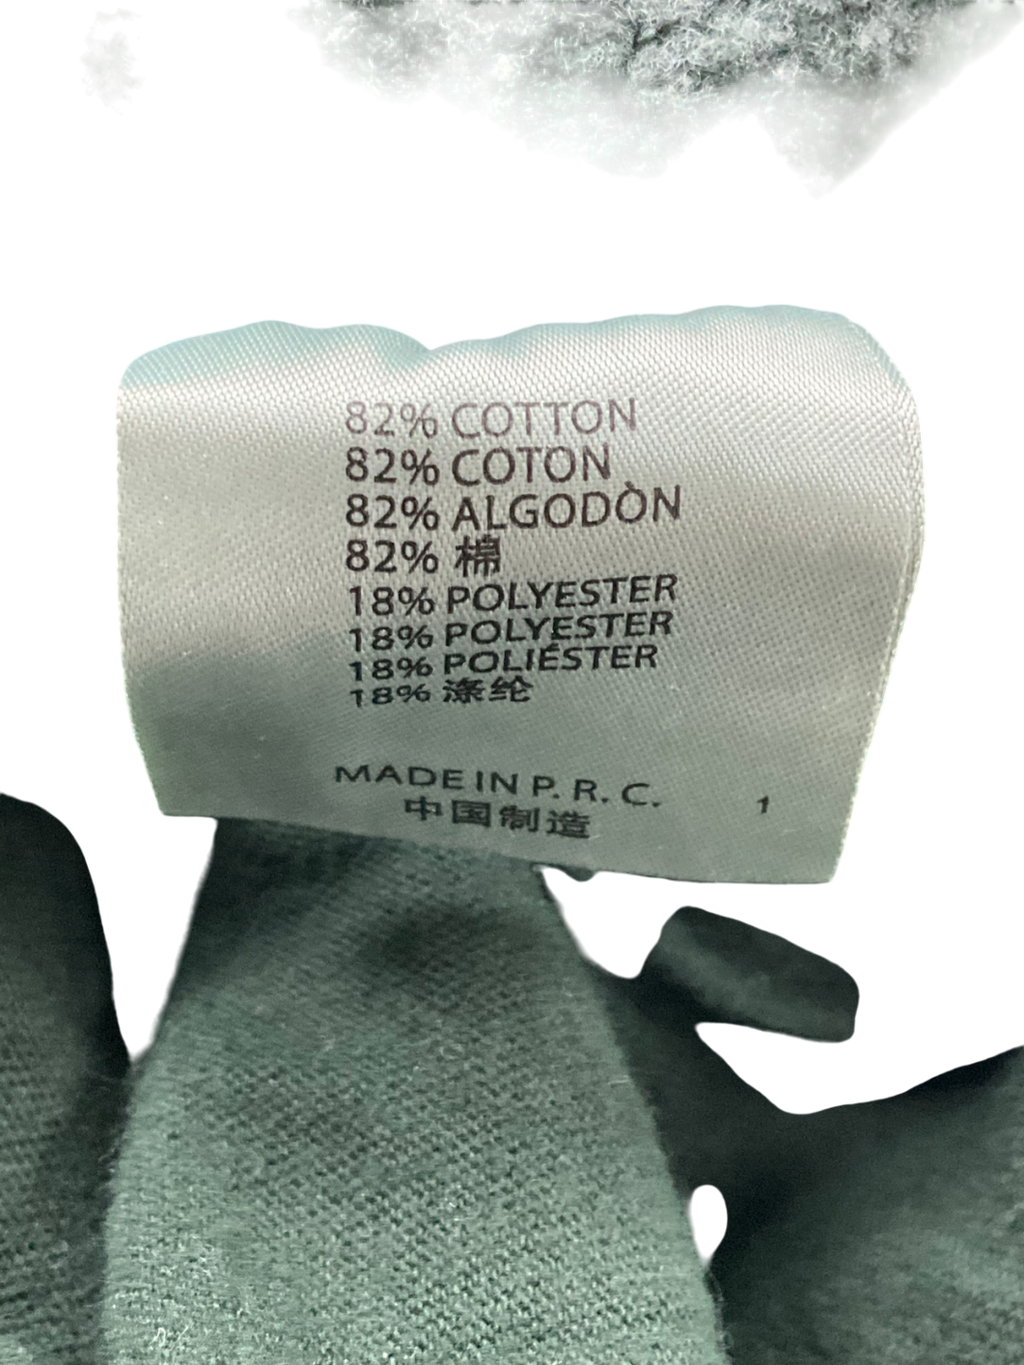 82% COTTON
82% COTON
82% ALGODÒN
82% 棉
18% POLYESTER
18% POLYESTER
18% POLIÉSTER
18% 涤纶
MADE IN P. R. C.
中国制造
1